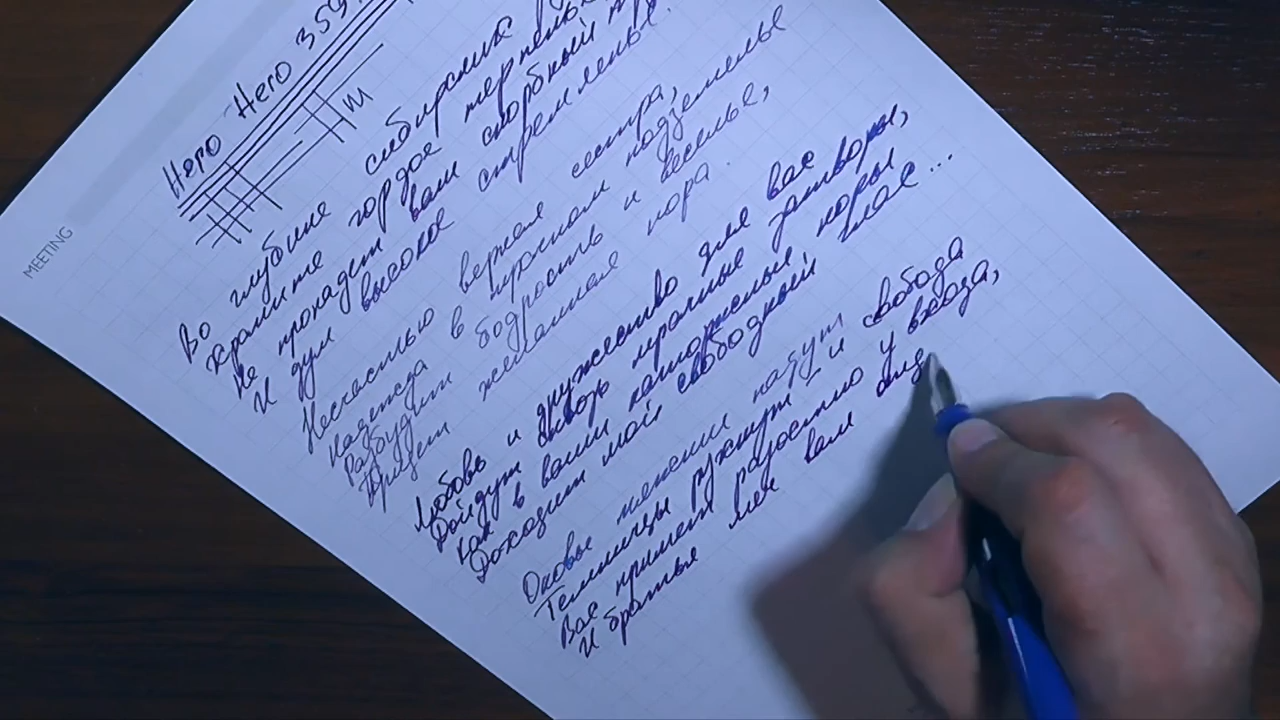 MEETING
Hero Hero 359
Во глубине сибирских
Храните гордое терпенье
Не пропадет ваш скорбный
И дум высокое стремленье.
Несчастью верная сестра,
Надежда в мрачном подземелье
Разбудит бодрость и веселье,
Придет желанная пора.
Любовь и дружество до вас
Дойдут сквозь мрачные затворы,
Как в ваши каторжные норы
Доходит мой свободный глас...
Оковы тяжкие падут
Темницы рухнут и свобода
Вас примет радостно у входа,
И братья меч вам